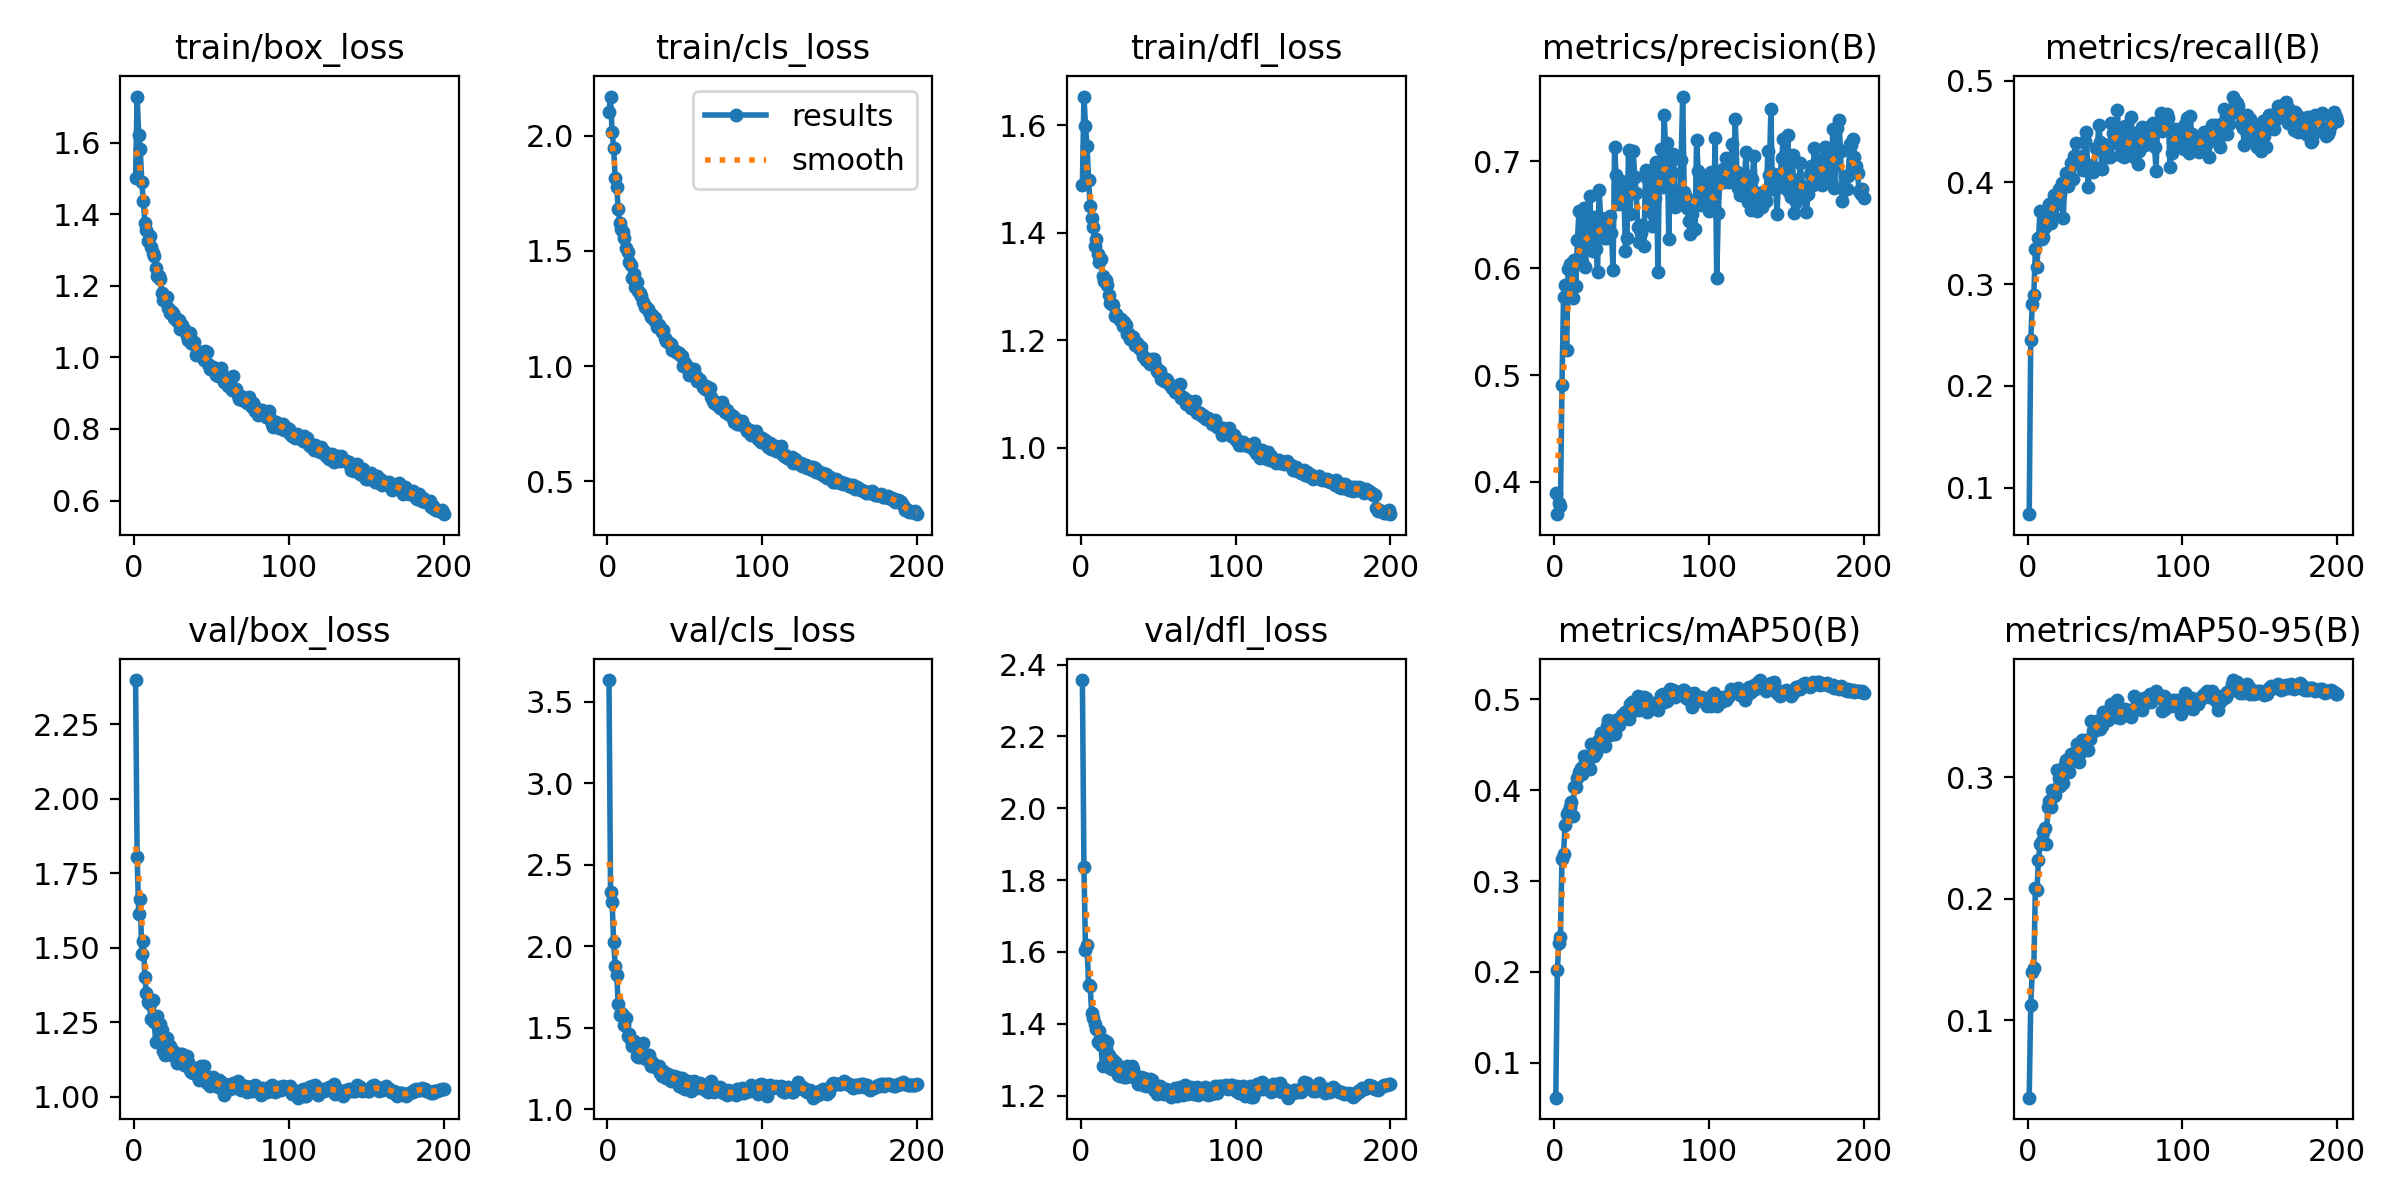 train/box_loss
1.6
1.4
1.2
1.0
0.8
0.6
0 100 200
train/cls_loss
results
smooth
2.0
1.5
1.0
0.5
0 100 200
train/dfl_loss
1.6
1.4
1.2
1.0
0 100 200
metrics/precision(B)
0.7
0.6
0.5
0.4
0 100 200
metrics/recall(B)
0.5
0.4
0.3
0.2
0.1
0 100 200
val/box_loss
2.25
2.00
1.75
1.50
1.25
1.00
0 100 200
val/cls_loss
3.5
3.0
2.5
2.0
1.5
1.0
0 100 200
val/dfl_loss
2.4
2.2
2.0
1.8
1.6
1.4
1.2
0 100 200
metrics/mAP50(B)
0.5
0.4
0.3
0.2
0.1
0 100 200
metrics/mAP50-95(B)
0.3
0.2
0.1
0 100 200